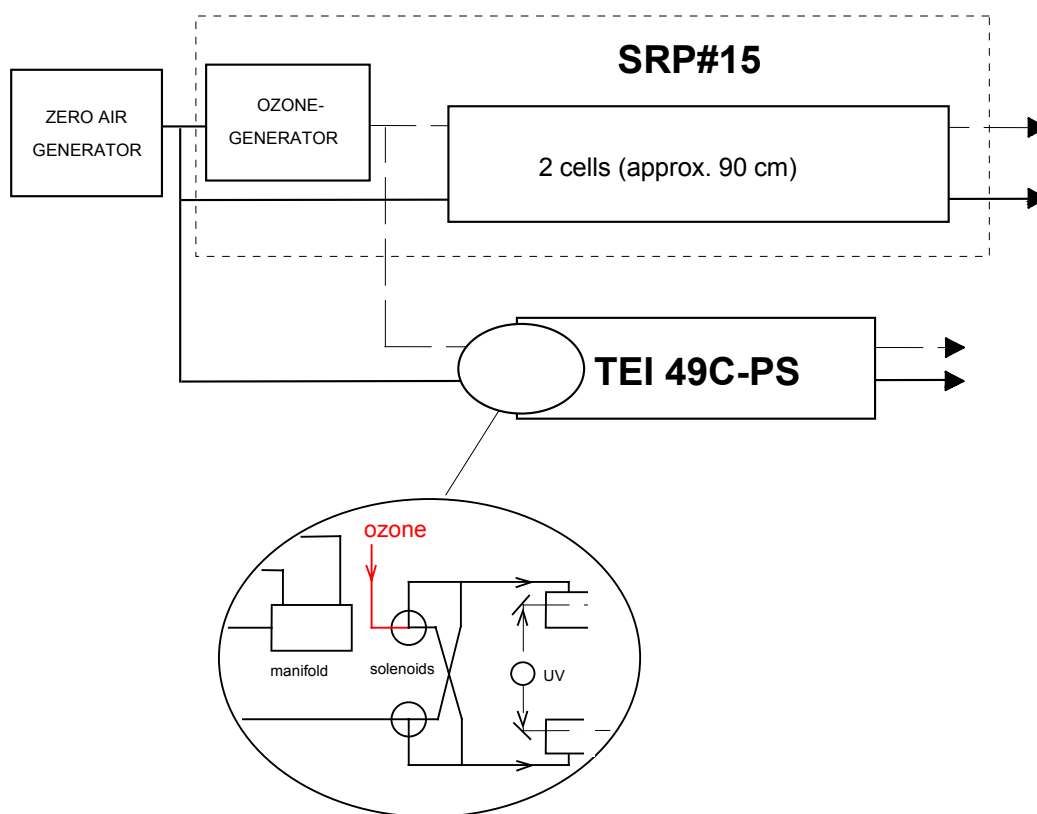 SRP#15
ZERO AIR
GENERATOR
OZONE-
GENERATOR
2 cells (approx. 90 cm)
TEI 49C-PS
ozone
manifold
solenoids
UV